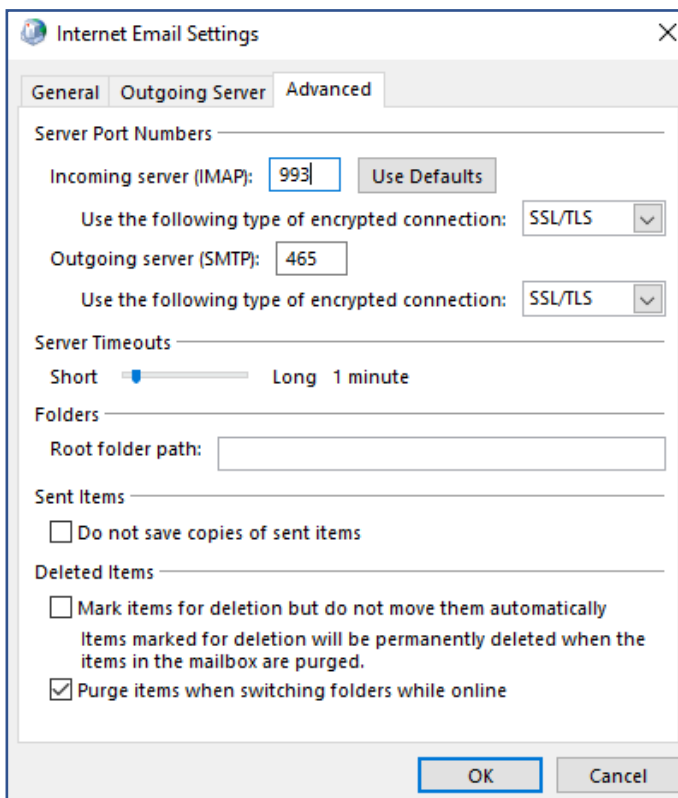 Internet Email Settings
General Outgoing Server Advanced
Server Port Numbers
Incoming server (IMAP): 993 Use Defaults
Use the following type of encrypted connection: SSL/TLS
Outgoing server (SMTP): 465
Use the following type of encrypted connection: SSL/TLS
Server Timeouts
Short Long 1 minute
Folders
Root folder path:
Sent Items
Do not save copies of sent items
Deleted Items
Mark items for deletion but do not move them automatically
Items marked for deletion will be permanently deleted when the
items in the mailbox are purged.
Purge items when switching folders while online
OK Cancel